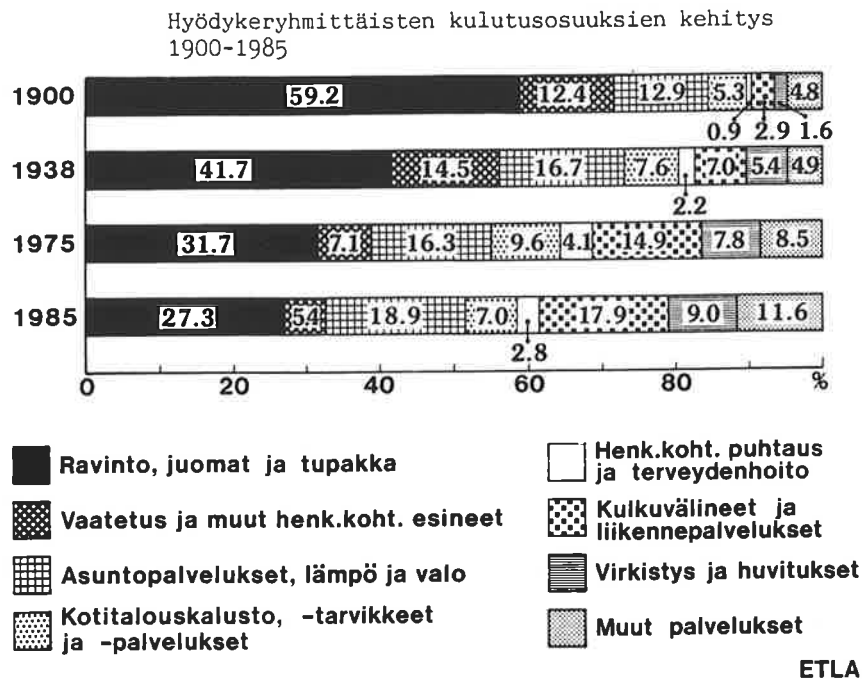 Hyödykeryhmittäisten kulutusosuuksien kehitys
1900-1985
1900 59.2 12.4 12.9 5.3 4.8
0.9 2.9 1.6
1938 41.7 14.5 16.7 7.6 7.0 5.4 4.9
2.2
1975 31.7 7.1 16.3 9.6 4.1 14.9 7.8 8.5
1985 27.3 54 18.9 7.0 17.9 9.0 11.6
2.8
0 20 40 60 80 %
Ravinto, juomat ja tupakka
Vaatetus ja muut henk.koht. esineet
Asuntopalvelukset, lämpö ja valo
Kotitalouskalusto, -tarvikkeet
ja -palvelukset
Henk.koht. puhtaus
ja terveydenhoito
Kulkuvälineet ja
liikennepalvelukset
Virkistys ja huvitukset
Muut palvelukset
ETLA